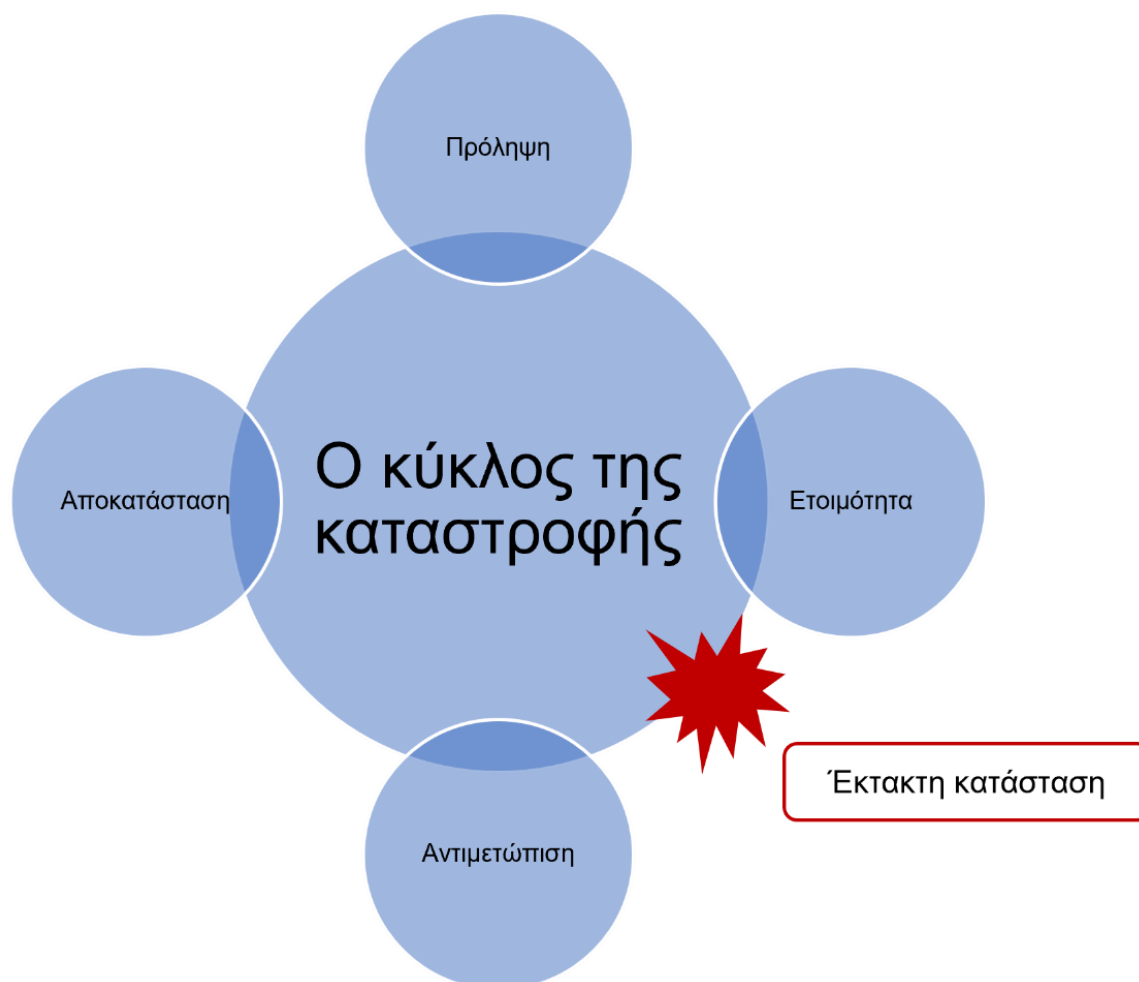 Πρόληψη
Αποκατάσταση
Ο κύκλος της
καταστροφής
Ετοιμότητα
Έκτακτη κατάσταση
Αντιμετώπιση